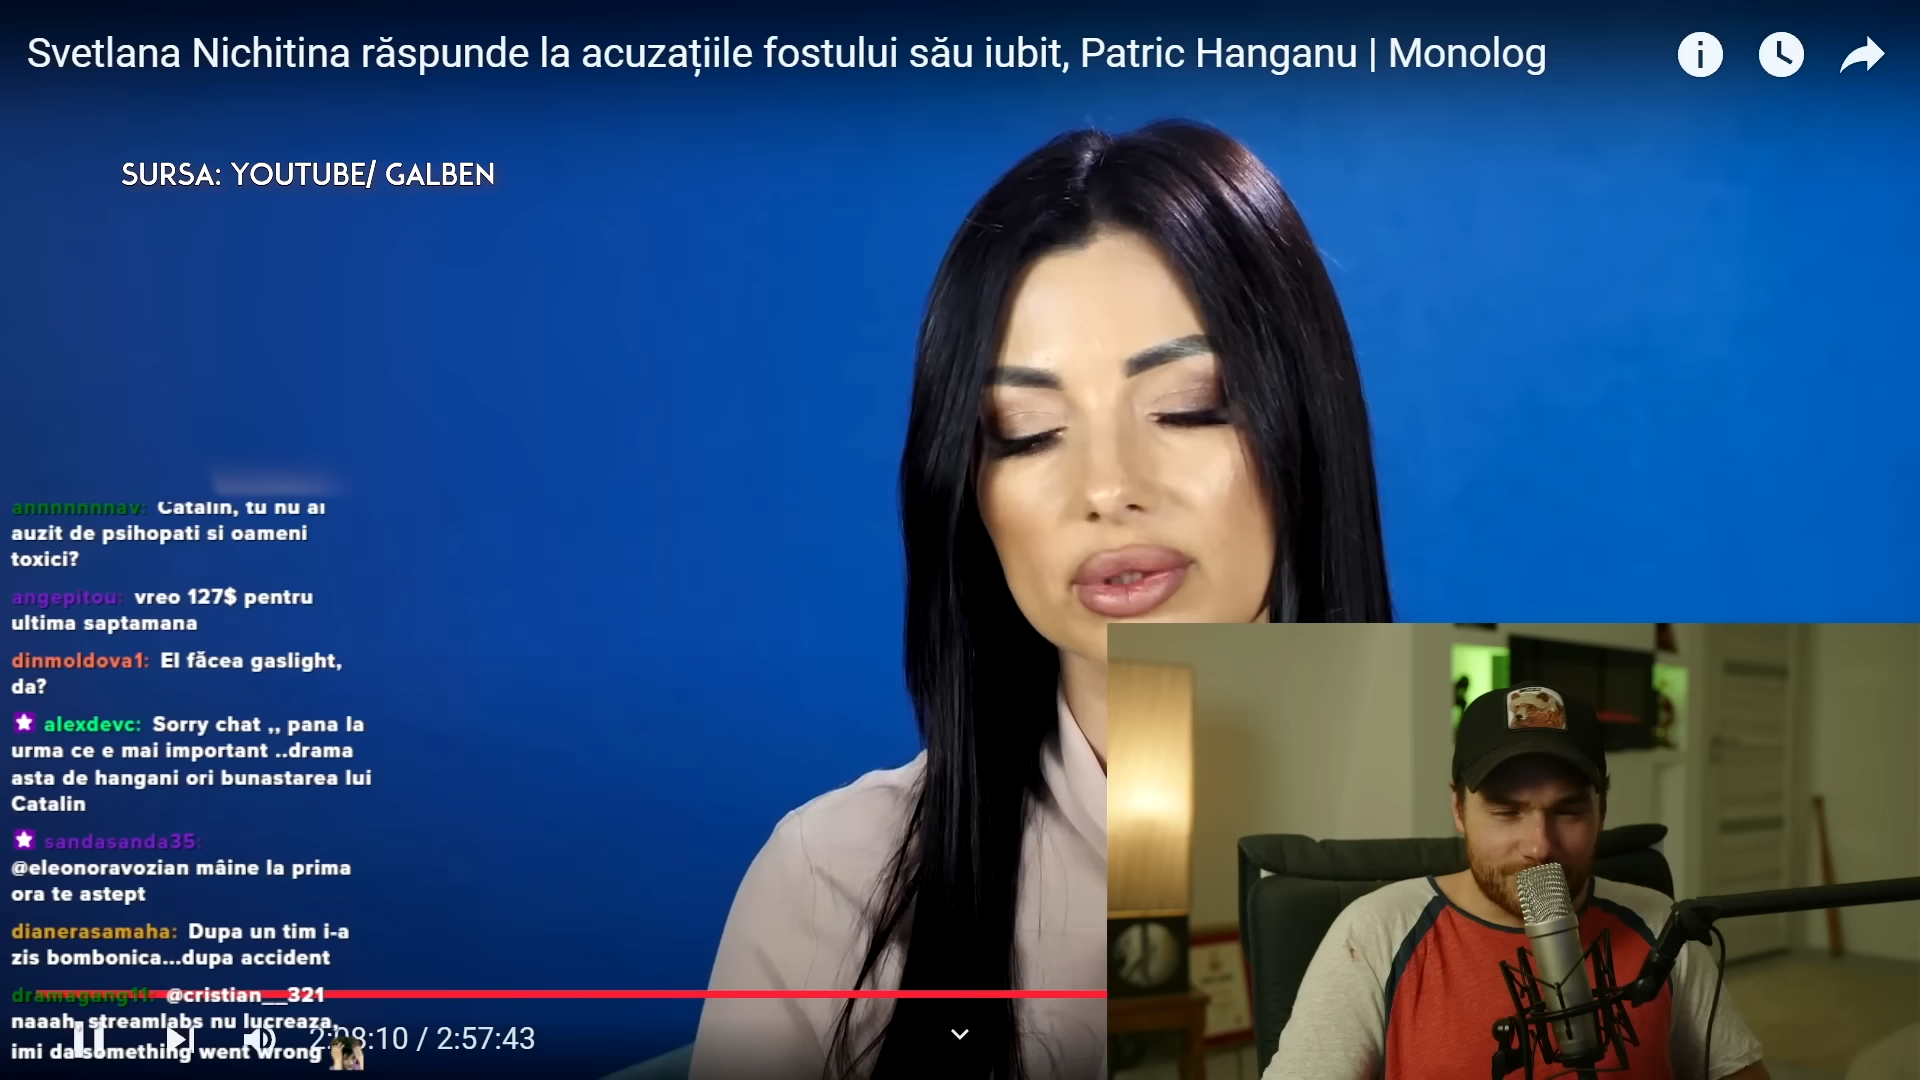 Svetlana Nichitina răspunde la acuzațiile fostului său iubit, Patric Hanganu | Monolog
SURSA: YOUTUBE/ GALBEN
annnnnnnav: Catalin, tu nu ai
auzit de psihopati si oameni
toxici?
angepitou: vreo 127$ pentru
ultima saptamana
dinmoldova1: El făcea gaslight,
da?
alexdevc: Sorry chat ,, pana la
urma ce e mai important ..drama
asta de hangani ori bunastarea lui
Catalin
sandasanda35:
@eleonoravozian mâine la prima
ora te astept
dianerasamaha: Dupa un tim i-a
zis bombonica...dupa accident
dramagang11: @cristian__321
naaah, streamlabs nu lucreaza,
imi da something went wrong
:10 / 2:57:43